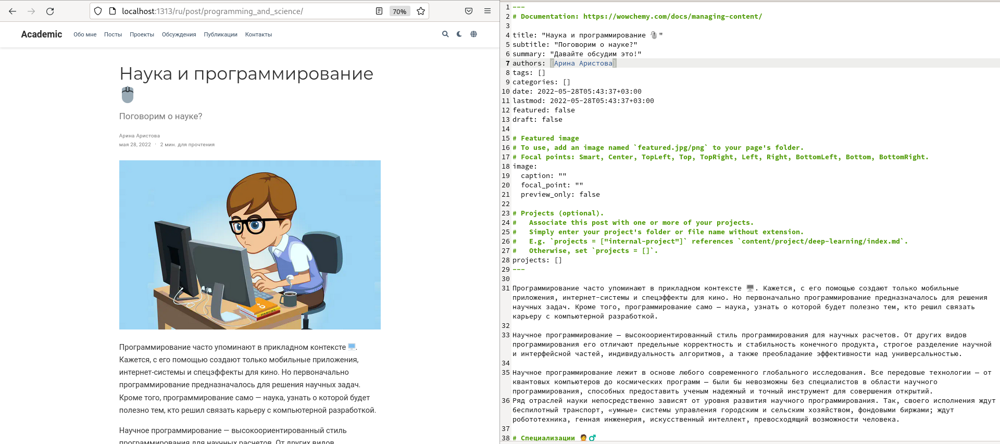 localhost:1313/ru/post/programming_and_science/
70%
Academic
Обо мне Посты Проекты Обсуждения Публикации Контакты
Наука и программирование
🖱️
Поговорим о науке?
Арина Аристова
мая 28, 2022 · 2 мин. для прочтения
PASCAL
Программирование часто упоминают в прикладном контексте 🖥️.
Кажется, с его помощью создают только мобильные приложения,
интернет-системы и спецэффекты для кино. Но первоначально
программирование предназначалось для решения научных задач.
Кроме того, программирование само — наука, узнать о которой будет
полезно тем, кто решил связать карьеру с компьютерной разработкой.
Научное программирование — высокоориентированный стиль
программирования для научных расчетов. От других видов
1 ---
2 # Documentation: https://wowchemy.com/docs/managing-content/
3
4 title: "Наука и программирование 🖱️"
5 subtitle: "Поговорим о науке?"
6 summary: "Давайте обсудим это!"
7 authors: [Арина Аристова]
8 tags: []
9 categories: []
10 date: 2022-05-28T05:43:37+03:00
11 lastmod: 2022-05-28T05:43:37+03:00
12 featured: false
13 draft: false
14
15 # Featured image
16 # To use, add an image named `featured.jpg/png` to your page's folder.
17 # Focal points: Smart, Center, TopLeft, Top, TopRight, Left, Right, BottomLeft, Bottom, BottomRight.
18 image:
19   caption: ""
20   focal_point: ""
21   preview_only: false
22
23 # Projects (optional).
24 #   Associate this post with one or more of your projects.
25 #   Simply enter your project's folder or file name without extension.
26 #   E.g. `projects = ["internal-project"]` references `content/project/deep-learning/index.md`.
27 #   Otherwise, set `projects = []`.
28 projects: []
29 ---
30
31 Программирование часто упоминают в прикладном контексте 🖥️. Кажется, с его помощью создают только мобильные
приложения, интернет-системы и спецэффекты для кино. Но первоначально программирование предназначалось для решения
научных задач. Кроме того, программирование само — наука, узнать о которой будет полезно тем, кто решил связать
карьеру с компьютерной разработкой.
32
33 Научное программирование — высокоориентированный стиль программирования для научных расчетов. От других видов
программирования его отличают предельные корректность и стабильность конечного продукта, строгое разделение научной
и интерфейсной частей, индивидуальность алгоритмов, а также преобладание эффективности над универсальностью.
34
35 Научное программирование лежит в основе любого современного глобального исследования. Все передовые технологии — от
квантовых компьютеров до космических программ — были бы невозможны без специалистов в области научного
программирования, способных предоставить ученым надежный и точный инструмент для совершения открытий.
36 Ряд отраслей науки непосредственно зависят от уровня развития научного программирования. Так, своего исполнения ждут
беспилотный транспорт, «умные» системы управления городским и сельским хозяйством, фондовыми биржами; ждут
робототехника, генная инженерия, искусственный интеллект, превосходящий возможности человека.
37
38 # Специализации 💇♂